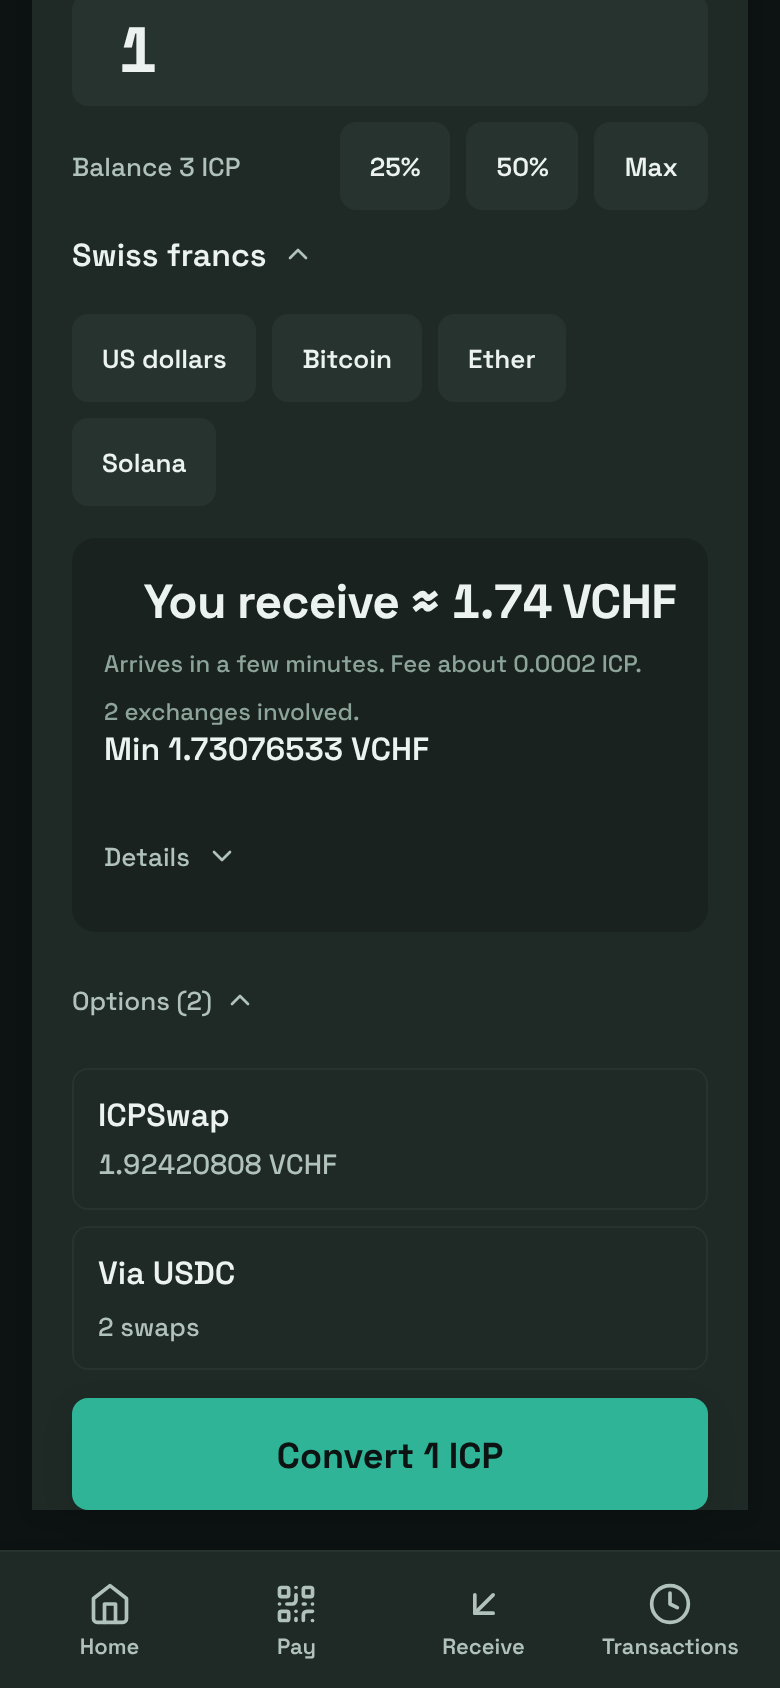 1
Balance 3 ICP
25%
50%
Max
Swiss francs
US dollars
Bitcoin
Ether
Solana
You receive ≈ 1.74 VCHF
Arrives in a few minutes. Fee about 0.0002 ICP.
2 exchanges involved.
Min 1.73076533 VCHF
Details
Options (2)
ICPSwap
1.92420808 VCHF
Via USDC
2 swaps
Convert 1 ICP
Home
Pay
Receive
Transactions